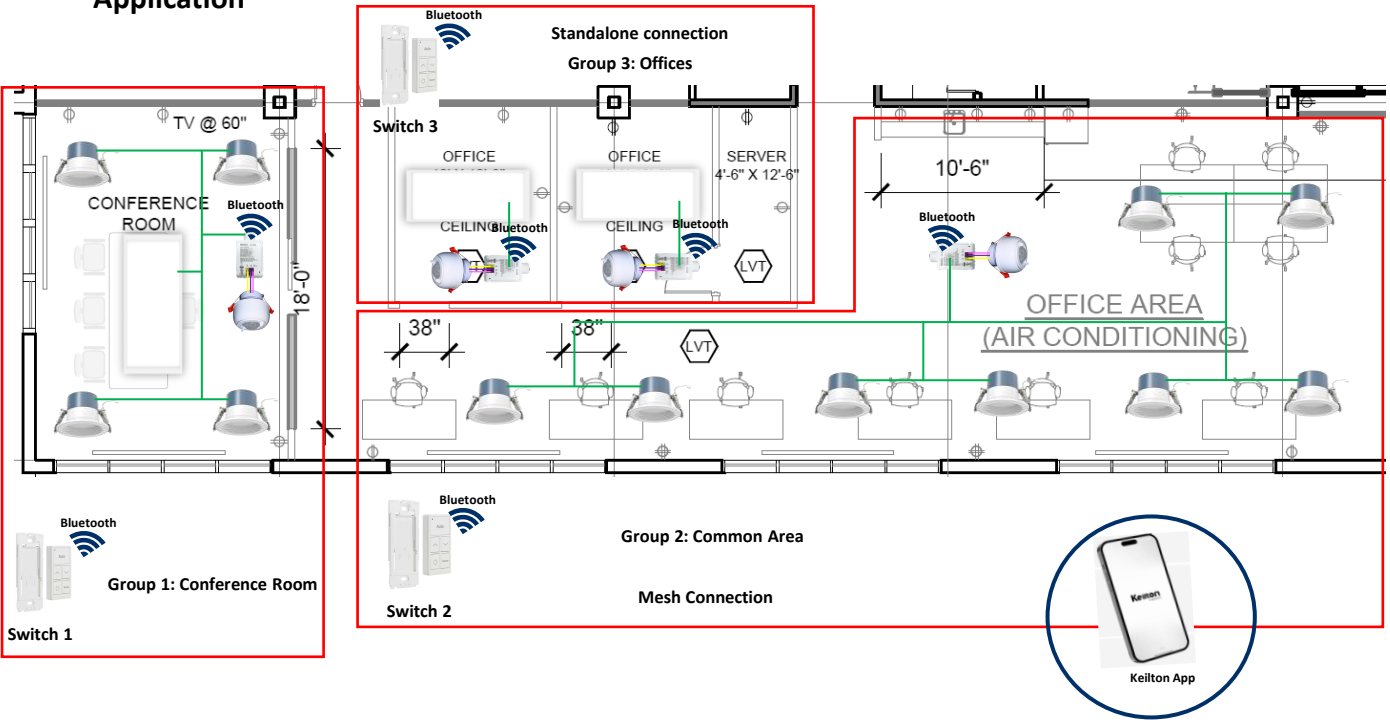 Application
Bluetooth
Standalone connection
Group 3: Offices
Switch 3
TV @ 60"
CONFERENCE
ROOM
Bluetooth
18'-0"
OFFICE
CEILING
Bluetooth
OFFICE
CEILING
Bluetooth
SERVER
4'-6" X 12'-6"
LVT
10'-6"
Bluetooth
OFFICE AREA
(AIR CONDITIONING)
38"
38"
LVT
Bluetooth
Group 1: Conference Room
Switch 1
Bluetooth
Group 2: Common Area
Mesh Connection
Switch 2
Keilton
Keilton App